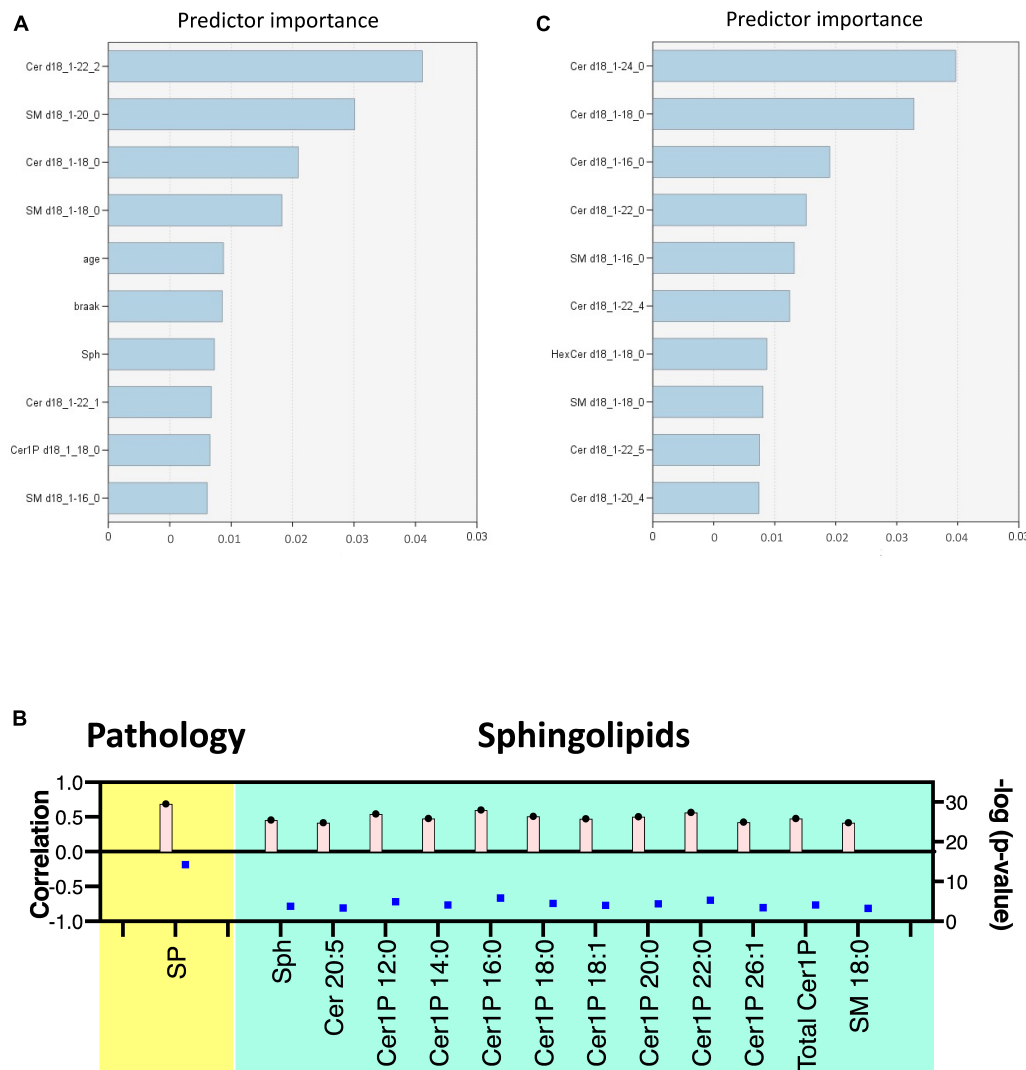 A
Predictor importance
Cer d18_1-22_2
SM d18_1-20_0
Cer d18_1-18_0
SM d18_1-18_0
age
braak
Sph
Cer d18_1-22_1
Cer1P d18_1_18_0
SM d18_1-16_0
0 0 0.01 0.02 0.02 0.03
C
Predictor importance
Cer d18_1-24_0
Cer d18_1-18_0
Cer d18_1-16_0
Cer d18_1-22_0
SM d18_1-16_0
Cer d18_1-22_4
HexCer d18_1-18_0
SM d18_1-18_0
Cer d18_1-22_5
Cer d18_1-20_4
0 0 0.01 0.03 0.04 0.03
B
Pathology
Sphingolipids
Correlation
1.0
0.5
0.0
-0.5
-1.0
30
20
10
0
-log (p-value)
SP
Sph
Cer 20:5
Cer1P 12:0
Cer1P 14:0
Cer1P 16:0
Cer1P 18:0
Cer1P 18:1
Cer1P 20:0
Cer1P 22:0
Cer1P 26:1
Total Cer1P
SM 18:0